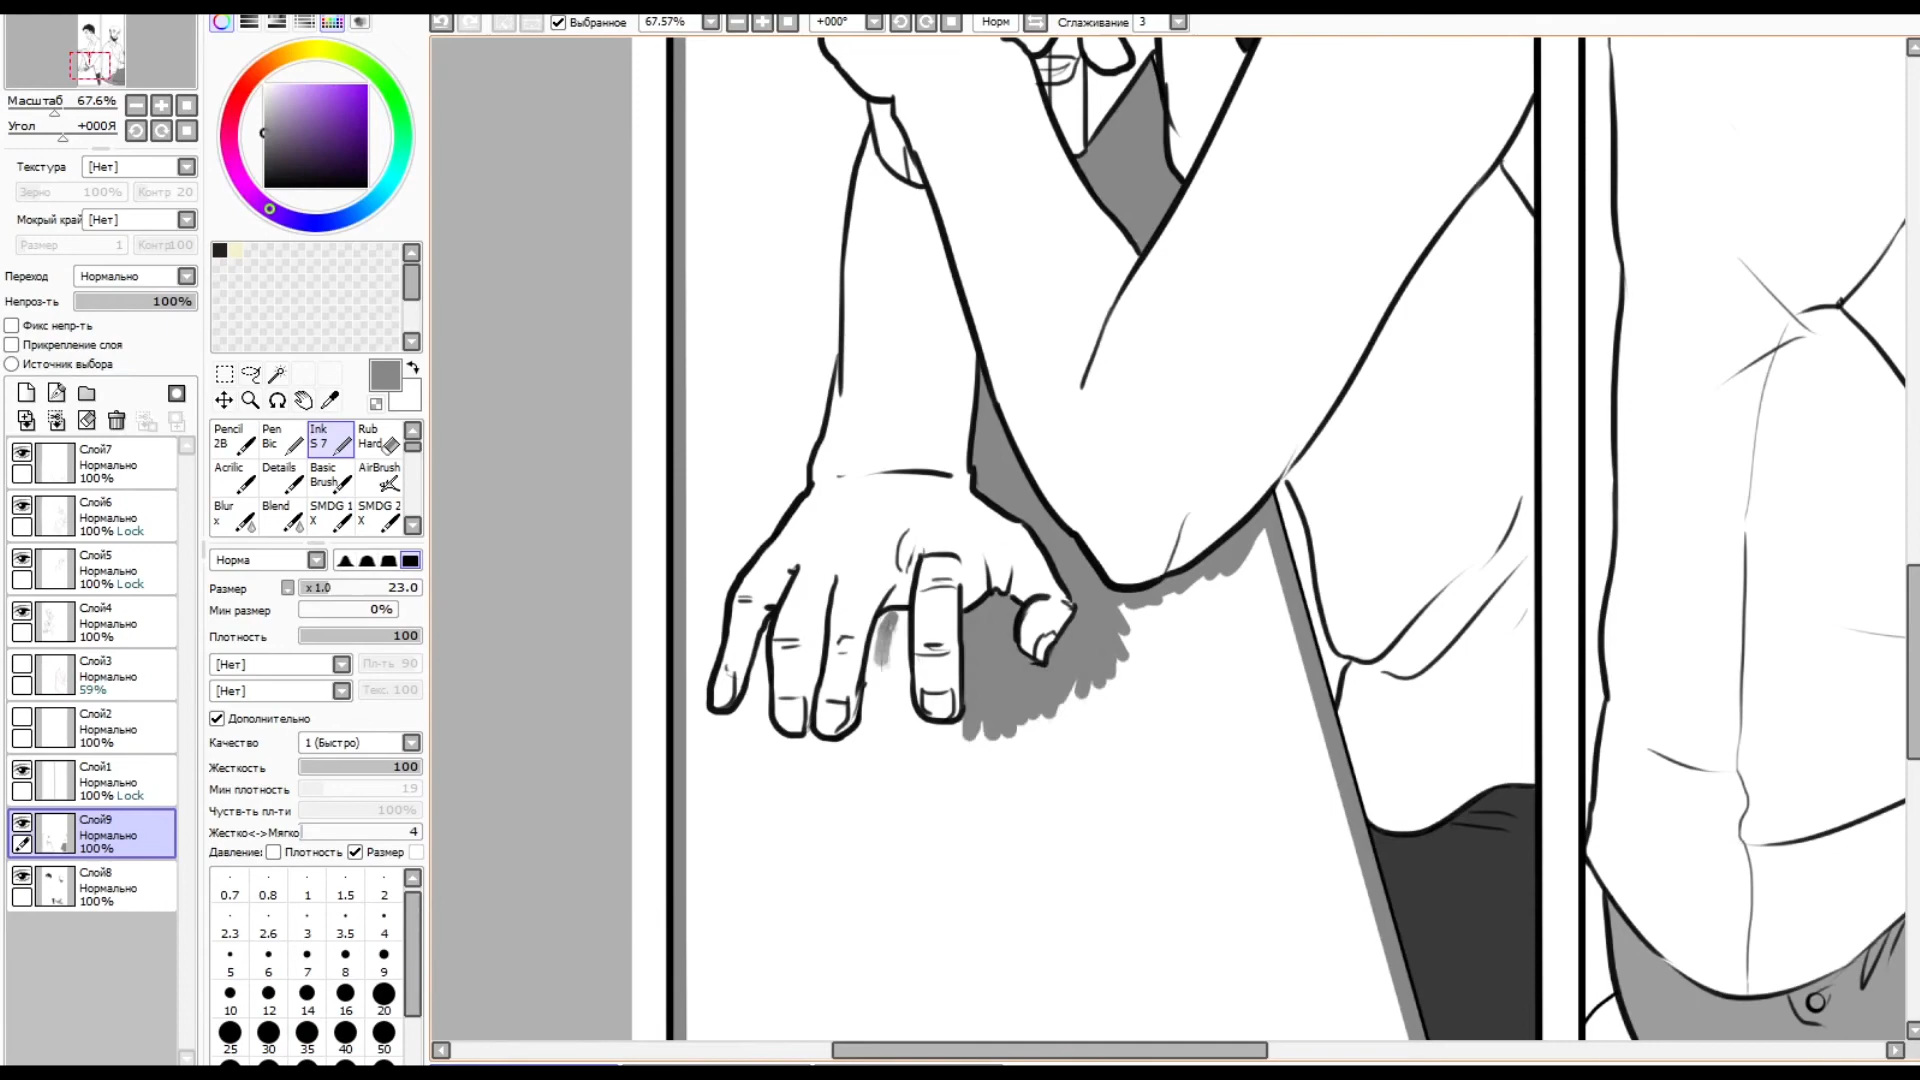 Выбранное 67.57% +000° Норм Сглаживание 3
Масштаб 67.6%
Угол +000Я
Текстура [Нет]
Зерно 100% Контр 20
Мокрый край [Нет]
Размер 1 Контр100
Переход Нормально
Непроз-ть 100%
Фикс непр-ть
Прикрепление слоя
Источник выбора
Слой7
Нормально
100%
Слой6
Нормально
100% Lock
Слой5
Нормально
100% Lock
Слой4
Нормально
100%
Слой3
Нормально
59%
Слой2
Нормально
100%
Слой1
Нормально
100% Lock
Слой9
Нормально
100%
Слой8
Нормально
100%
Pencil 2B
Pen Bic
Ink S 7
Rub Hard
Acrilic
Details
Basic Brush
AirBrush
Blur x
Blend
SMDG 1 X
SMDG 2 X
Норма
Размер x 1.0 23.0
Мин размер 0%
Плотность 100
[Нет] Пл-ть 90
[Нет] Текс. 100
Дополнительно
Качество 1 (Быстро)
Жесткость 100
Мин плотность 19
Чуств-ть пл-ти 100%
Жестко<->Мягко 4
Давление: Плотность Размер
0.7 0.8 1 1.5 2
2.3 2.6 3 3.5 4
5 6 7 8 9
10 12 14 16 20
25 30 35 40 50